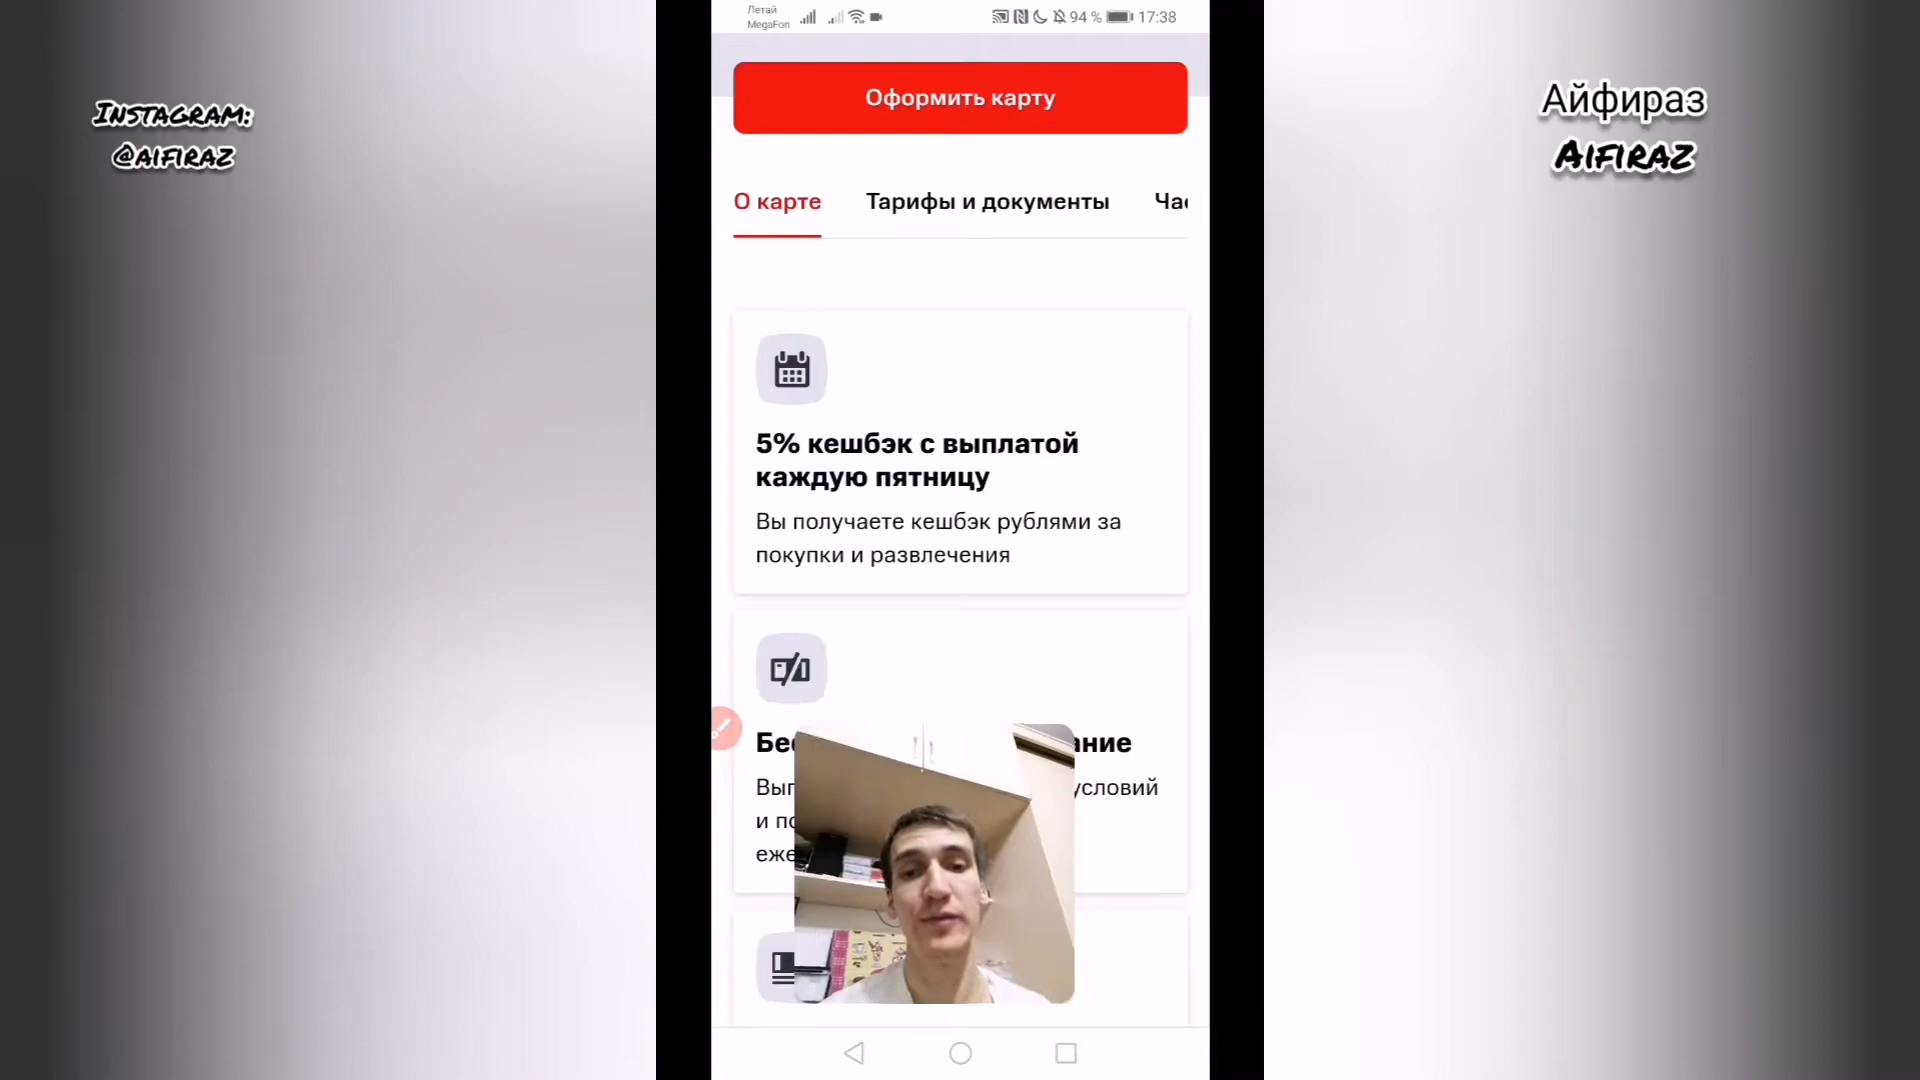 Instagram:
@aifiraz
Айфираз
Aifiraz
Летай
MegaFon
94 % 17:38
Оформить карту
О карте Тарифы и документы
5% кешбэк с выплатой
каждую пятницу
Вы получаете кешбэк рублями за
покупки и развлечения
условий
и